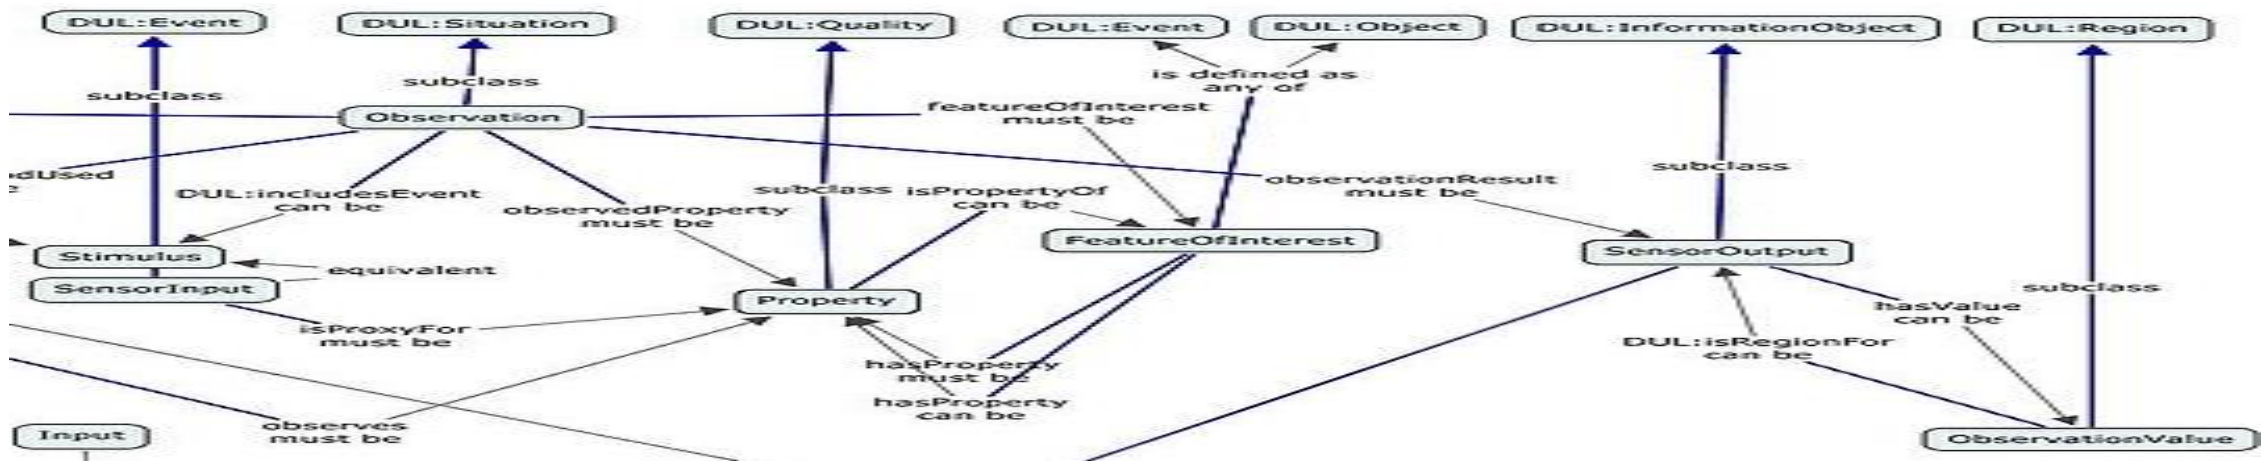 DUL:Event
DUL:Situation
DUL:Quality
DUL:Event
DUL:Object
DUL:InformationObject
DUL:Region
subclass
subclass
is defined as
any of
Observation
featureOfInterest
must be
subclass
odUsed
e
DUL:includesEvent
can be
observedProperty
must be
subclass
isPropertyOf
can be
observationResult
must be
Stimulus
equivalent
FeatureOfInterest
SensorOutput
SensorInput
Property
subclass
isProxyFor
must be
hasValue
can be
DUL:isRegionFor
can be
hasProperty
must be
hasProperty
can be
Input
observes
must be
ObservationValue